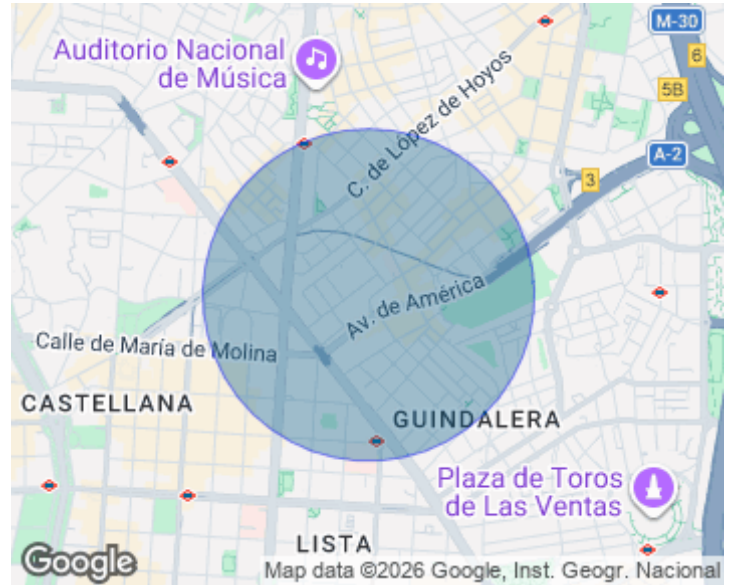 M-30
Auditorio Nacional
de Música
6
5B
C. de López de Hoyos
A-2
3
Av. de América
Calle de María de Molina
CASTELLANA
GUINDALERA
Plaza de Toros
de Las Ventas
LISTA
Google
Map data ©2026 Google, Inst. Geogr. Nacional